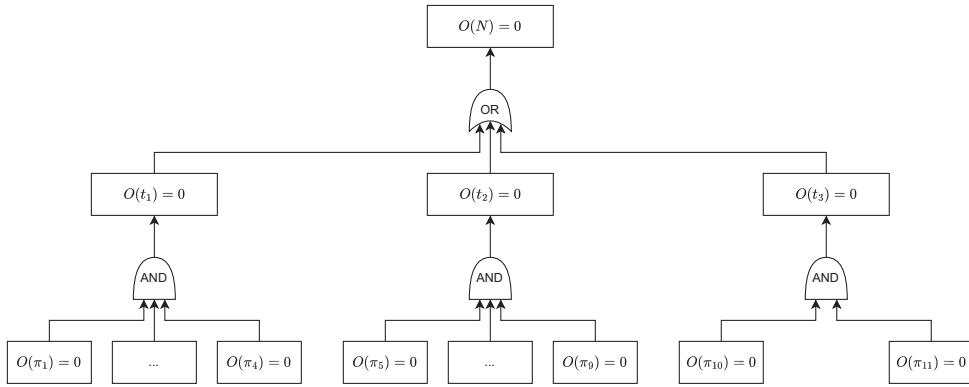 O(N) = 0
OR
O(t₁) = 0
O(t₂) = 0
O(t₃) = 0
AND
AND
AND
O(π₁) = 0
...
O(π₄) = 0
O(π₅) = 0
...
O(π₉) = 0
O(π₁₀) = 0
O(π₁₁) = 0